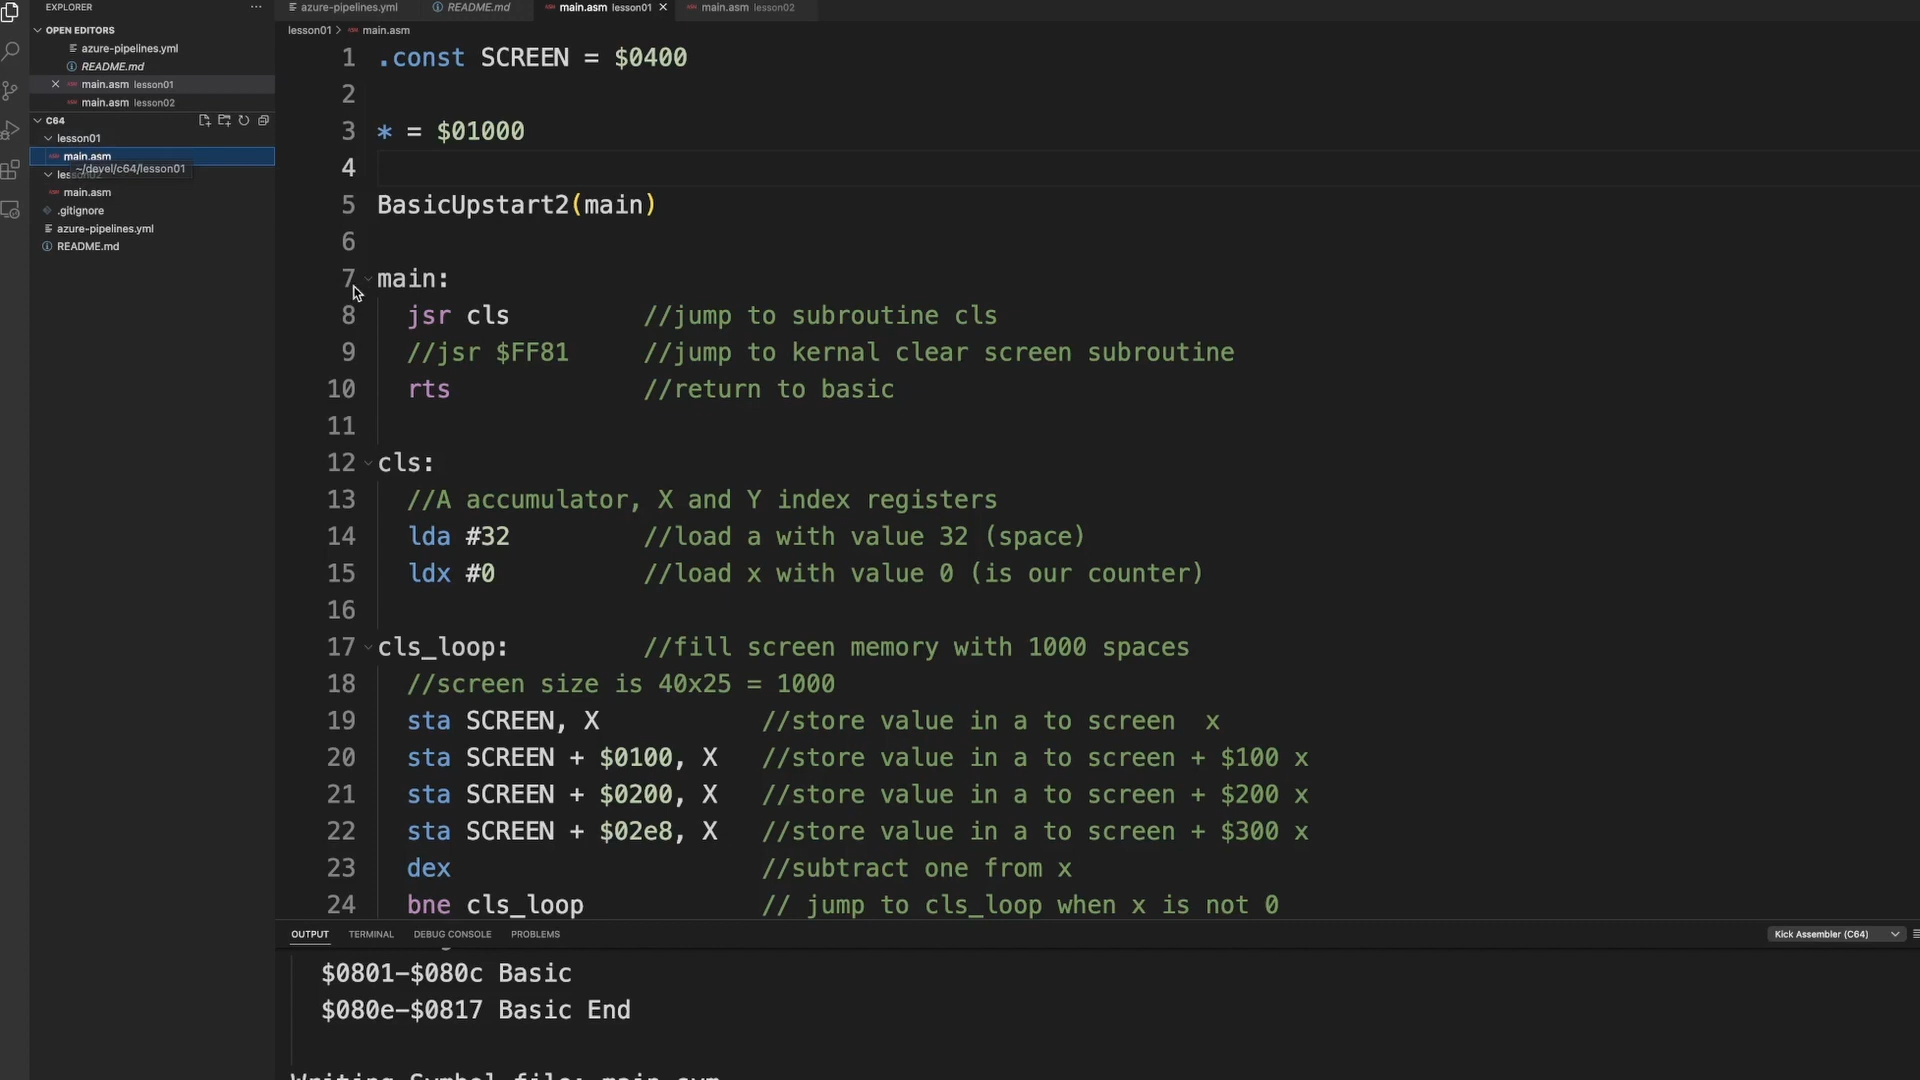 EXPLORER
OPEN EDITORS
azure-pipelines.yml
README.md
main.asm lesson01
main.asm lesson02
C64
lesson01
main.asm
~/devel/c64/lesson01
main.asm
.gitignore
azure-pipelines.yml
README.md
azure-pipelines.yml README.md main.asm lesson01 main.asm lesson02
lesson01 > main.asm
1 .const SCREEN = $0400
2
3 * = $01000
4
5 BasicUpstart2(main)
6
7 main:
8 jsr cls //jump to subroutine cls
9 //jsr $FF81 //jump to kernal clear screen subroutine
10 rts //return to basic
11
12 cls:
13 //A accumulator, X and Y index registers
14 lda #32 //load a with value 32 (space)
15 ldx #0 //load x with value 0 (is our counter)
16
17 cls_loop: //fill screen memory with 1000 spaces
18 //screen size is 40x25 = 1000
19 sta SCREEN, X //store value in a to screen x
20 sta SCREEN + $0100, X //store value in a to screen + $100 x
21 sta SCREEN + $0200, X //store value in a to screen + $200 x
22 sta SCREEN + $02e8, X //store value in a to screen + $300 x
23 dex //subtract one from x
24 bne cls_loop // jump to cls_loop when x is not 0
OUTPUT TERMINAL DEBUG CONSOLE PROBLEMS Kick Assembler (C64)
$0801-$080c Basic
$080e-$0817 Basic End
Writing Symbol file: main.sym